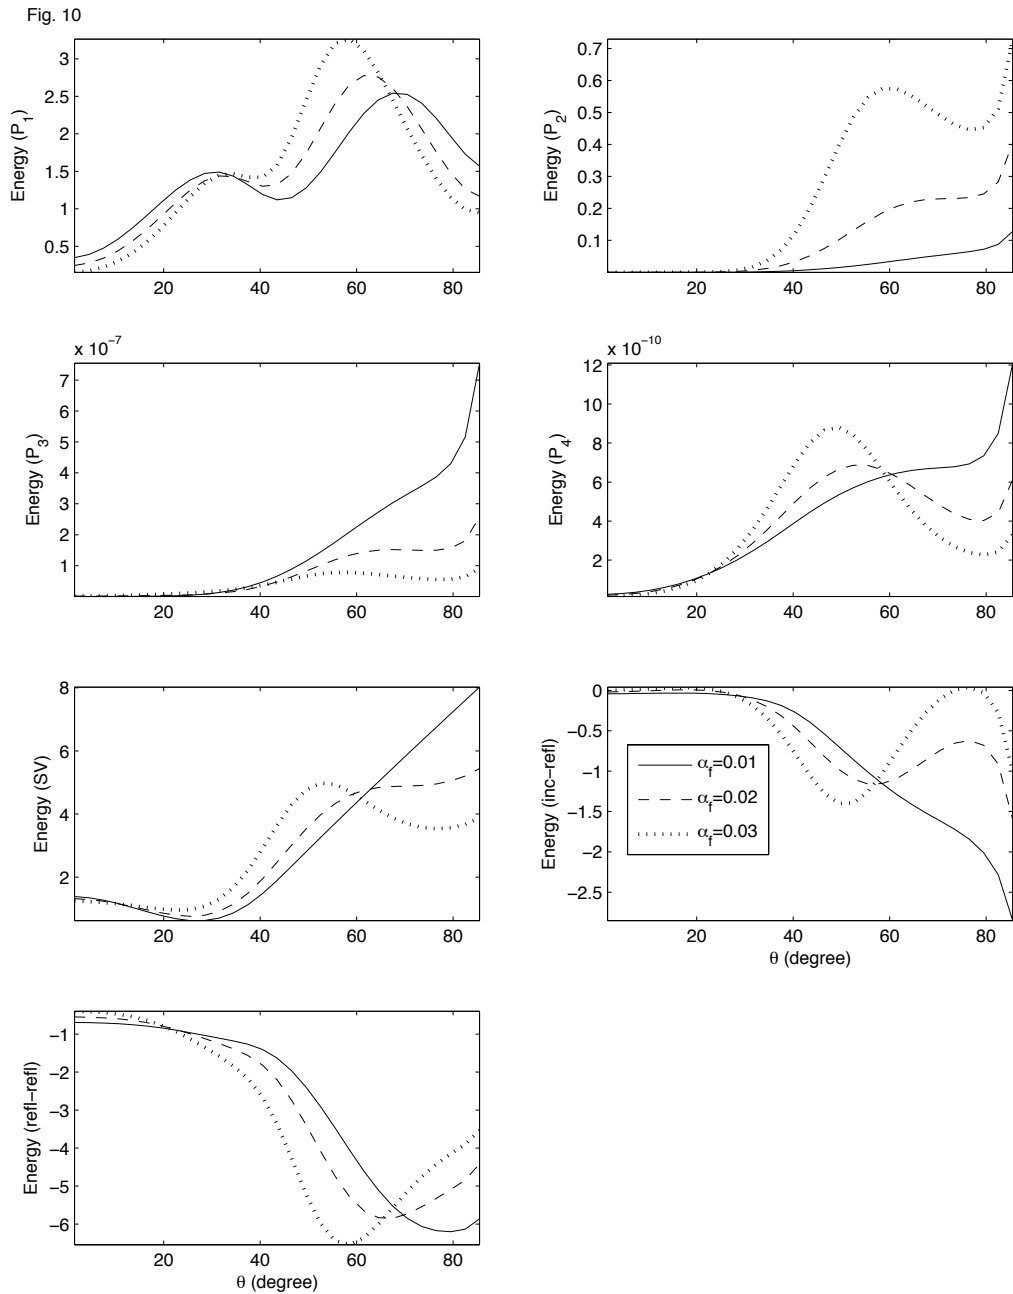 Fig. 10
Energy (P1)
3
2.5
2
1.5
1
0.5
20 40 60 80
Energy (P2)
0.7
0.6
0.5
0.4
0.3
0.2
0.1
20 40 60 80
x 10−7
Energy (P3)
7
6
5
4
3
2
1
20 40 60 80
x 10−10
Energy (P4)
12
10
8
6
4
2
20 40 60 80
Energy (SV)
8
6
4
2
20 40 60 80
Energy (inc−refl)
0
−0.5
−1
−1.5
−2
−2.5
αf=0.01
αf=0.02
αf=0.03
20 40 60 80
θ (degree)
Energy (refl−refl)
−1
−2
−3
−4
−5
−6
20 40 60 80
θ (degree)